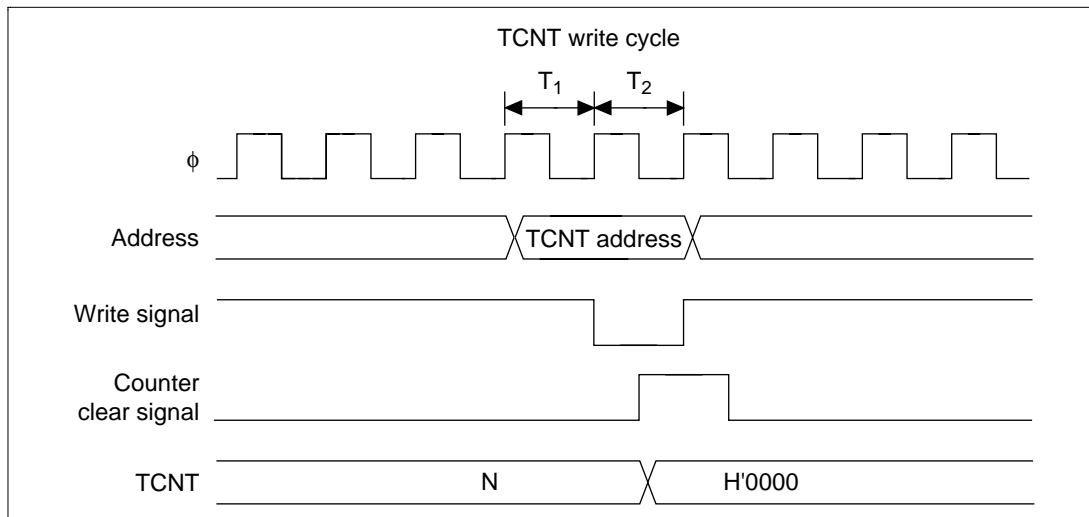 TCNT write cycle
T1 T2
φ
Address
TCNT address
Write signal
Counter
clear signal
TCNT
N
H'0000